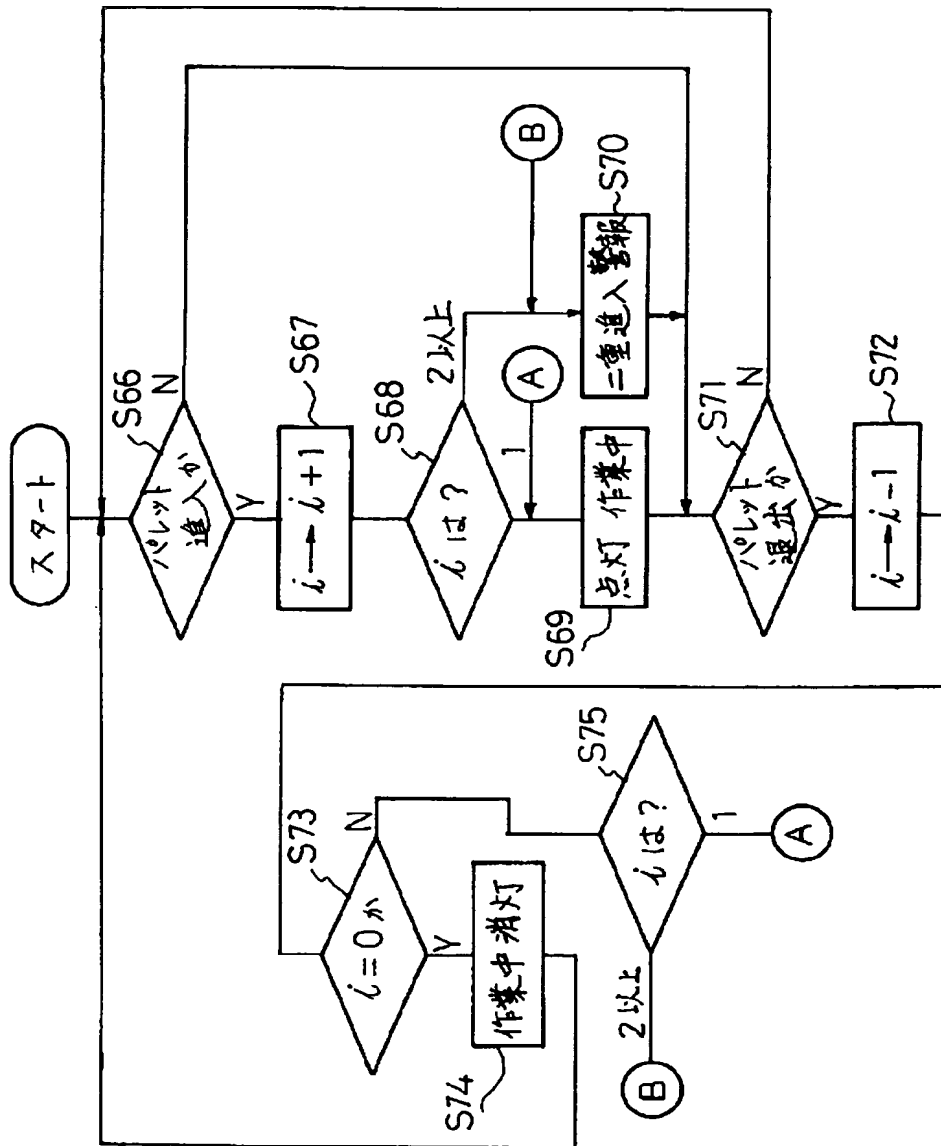 スタート
S66
パレット
進入か
N
Y
S67
i→i+1
S68
iは?
2以上
1
A
B
S69
点灯 作業中
S70
二重進入警報
S71
パレット
退出か
N
Y
S72
i→i-1
S73
i=0か
N
Y
S74
作業中消灯
S75
iは?
2以上
1
A
B